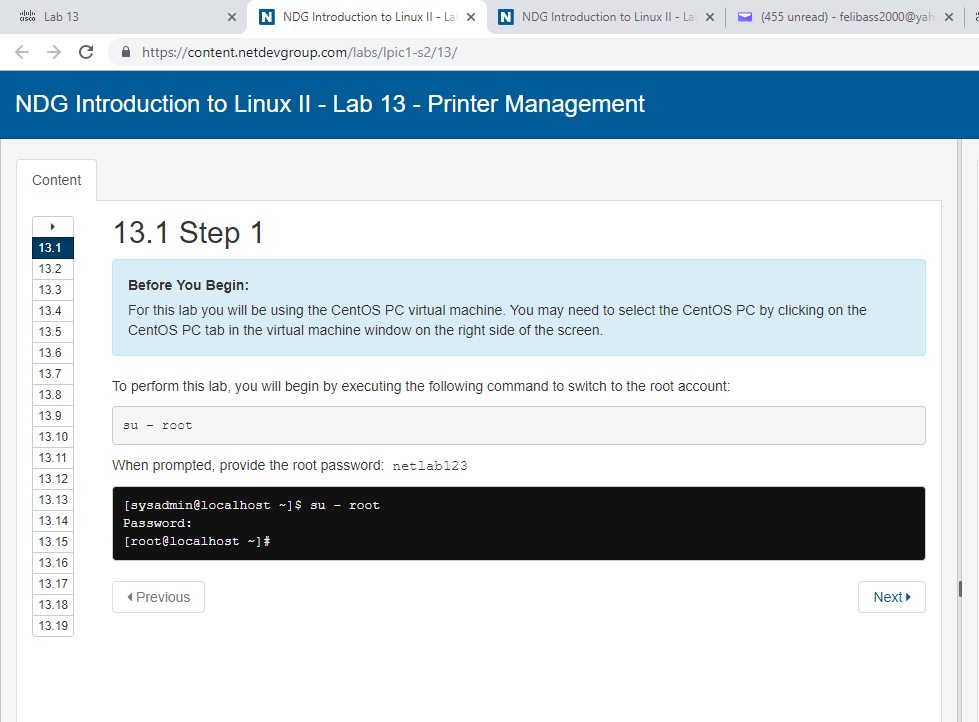 cisco Lab 13
N NDG Introduction to Linux II - La
N NDG Introduction to Linux II - La
(455 unread) - felibass2000@yah
https://content.netdevgroup.com/labs/lpic1-s2/13/
NDG Introduction to Linux II - Lab 13 - Printer Management
Content
13.1
13.2
13.3
13.4
13.5
13.6
13.7
13.8
13.9
13.10
13.11
13.12
13.13
13.14
13.15
13.16
13.17
13.18
13.19
13.1 Step 1
Before You Begin:
For this lab you will be using the CentOS PC virtual machine. You may need to select the CentOS PC by clicking on the
CentOS PC tab in the virtual machine window on the right side of the screen.
To perform this lab, you will begin by executing the following command to switch to the root account:
su - root
When prompted, provide the root password: netlab123
[sysadmin@localhost ~]$ su - root
Password:
[root@localhost ~]#
Previous
Next